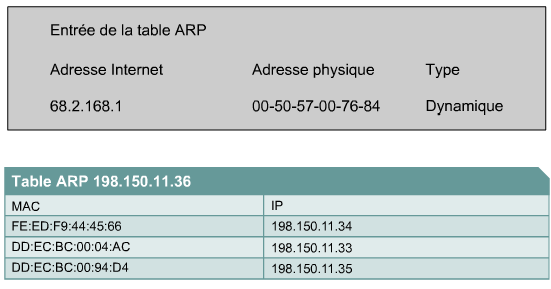 Entrée de la table ARP
Adresse Internet Adresse physique Type
68.2.168.1 00-50-57-00-76-84 Dynamique
Table ARP 198.150.11.36
MAC IP
FE:ED:F9:44:45:66 198.150.11.34
DD:EC:BC:00:04:AC 198.150.11.33
DD:EC:BC:00:94:D4 198.150.11.35